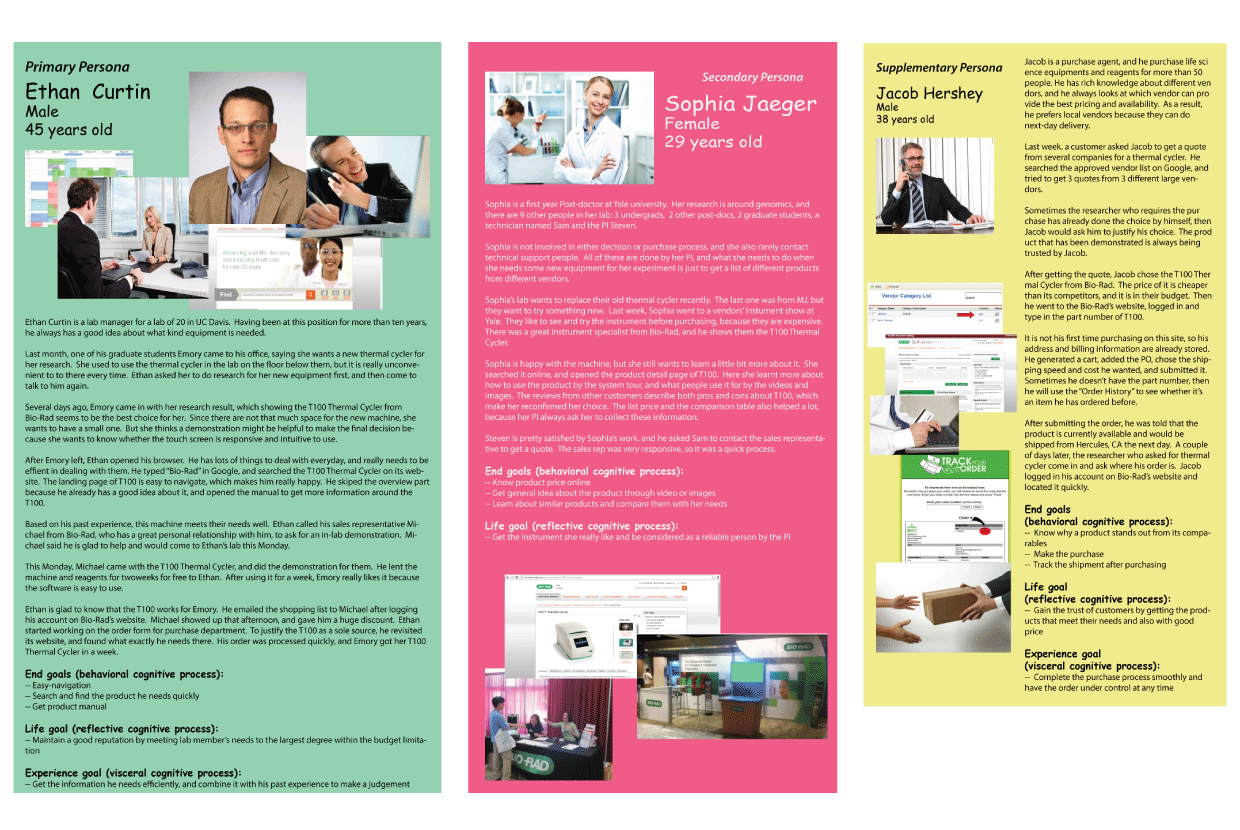 Primary Persona
Ethan Curtin
Male
45 years old
Advancing scientific discovery
and improving healthcare
for over 60 years.
Find
Ethan Curtin is a lab manager for a lab of 20 in UC Davis. Having been at this position for more than ten years,
he always has a good idea about what kind equipment is needed.
Last month, one of his graduate students Emory came to his office, saying she wants a new thermal cycler for
her research. She used to use the thermal cycler in the lab on the floor below them, but it is really unconve-
nient to to there every time. Ethan asked her to do research for her new equipment first, and then come to
talk to him again.
Several days ago, Emory came in with her research result, which showing the T100 Thermal Cycler from
Bio-Rad seems to be the best choice for her. Since there are not that much space for the new machine, she
wants to have a small one. But she thinks a demonstration might be helpful to make the final decision be-
cause she wants to know whether the touch screen is responsive and intuitive to use.
After Emory left, Ethan opened his browser. He has lots of things to deal with everyday, and really needs to be
effient in dealing with them. He typed "Bio-Rad" in Google, and searched the T100 Thermal Cycler on its web-
site. The landing page of T100 is easy to navigate, which makes him really happy. He skiped the overview part
because he already has a good idea about it, and opened the manual to get more information around the
T100.
Based on his past experience, this machine meets their needs well. Ethan called his sales representative Mi-
chael from Bio-Rad, who has a great personal relationship with him, to ask for an in-lab demonstration. Mi-
chael said he is glad to help and would come to Ethan's lab this Monday.
This Monday, Michael came with the T100 Thermal Cycler, and did the demonstration for them. He lent the
machine and reagents for twoweeks for free to Ethan. After using it for a week, Emory really likes it because
the software is easy to use.
Ethan is glad to know that the T100 works for Emory. He emailed the shopping list to Michael after logging
his account on Bio-Rad's website. Michael showed up that afternoon, and gave him a huge discount. Ethan
started working on the order form for purchase department. To justify the T100 as a sole source, he revisited
its website, and found what exactly he needs there. His order was processed quickly, and Emory got her T100
Thermal Cycler in a week.
End goals (behavioral cognitive process):
-- Easy-navigation
-- Search and find the product he needs quickly
-- Get product manual
Life goal (reflective cognitive process):
-- Maintain a good reputation by meeting lab member's needs to the largest degree within the budget limita-
tion
Experience goal (visceral cognitive process):
-- Get the information he needs efficiently, and combine it with his past experience to make a judgement
Secondary Persona
Sophia Jaeger
Female
29 years old
Sophia is a first year Post-doctor at Yale university. Her research is around genomics, and
there are 9 other people in her lab: 3 undergrads, 2 other post-docs, 2 graduate students, a
technician named Sam and the PI Steven.
Sophia is not involved in either decision or purchase process, and she also rarely contact
technical support people. All of these are done by her PI, and what she needs to do when
she needs some new equipment for her experiment is just to get a list of different products
from different vendors.
Sophia's lab wants to replace their old thermal cycler recently. The last one was from MJ, but
they want to try something new. Last week, Sophia went to a vendors' instument show at
Yale. They like to see and try the instrument before purchasing, because they are expensive.
There was a great instrument specialist from Bio-Rad, and he shows them the T100 Thermal
Cycler.
Sophia is happy with the machine, but she still wants to learn a little bit more about it. She
searched it online, and opened the product detail page of T100. Here she learnt more about
how to use the product by the system tour, and what people use it for by the videos and
images. The reviews from other customers describe both pros and cons about T100, which
make her reconfirmed her choice. The list price and the comparison table also helped a lot,
because her PI always ask her to collect these information.
Steven is pretty satisfied by Sophia's work, and he asked Sam to contact the sales representa-
tive to get a quote. The sales rep was very responsive, so it was a quick process.
End goals (behavioral cognitive process):
-- Know product price online
-- Get general idea about the product through video or images
-- Learn about similar products and compare them with her needs
Life goal (reflective cognitive process):
-- Get the instrument she really like and be considered as a reliable person by the PI
BIO-RAD
BIO-RAD
BIO-RAD
BIO-RAD
Supplementary Persona
Jacob Hershey
Male
38 years old
Vendor Category List
TRACK YOUR
ORDER
Jacob is a purchase agent, and he purchase life sci
ence equipments and reagents for more than 50
people. He has rich knowledge about different ven
dors, and he always looks at which vendor can pro
vide the best pricing and availability. As a result,
he prefers local vendors because they can do
next-day delivery.
Last week, a customer asked Jacob to get a quote
from several companies for a thermal cycler. He
searched the approved vendor list on Google, and
tried to get 3 quotes from 3 different large ven-
dors.
Sometimes the researcher who requires the pur
chase has already done the choice by himself, then
Jacob would ask him to justify his choice. The prod
uct that has been demonstrated is always being
trusted by Jacob.
After getting the quote, Jacob chose the T100 Ther
mal Cycler from Bio-Rad. The price of it is cheaper
than its competitors, and it is in their budget. Then
he went to the Bio-Rad's website, logged in and
type in the part number of T100.
It is not his first time purchasing on this site, so his
address and billing information are already stored.
He generated a cart, added the PO, chose the ship-
ping speed and cost he wanted, and submitted it.
Sometimes he doesn't have the part number, then
he will use the "Order History" to see whether it's
an item he has ordered before.
After submitting the order, he was told that the
product is currently available and would be
shipped from Hercules, CA the next day. A couple
of days later, the researcher who asked for thermal
cycler come in and ask where his order is. Jacob
logged in his account on Bio-Rad's website and
located it quickly.
End goals
(behavioral cognitive process):
-- Know why a product stands out from its compa-
rables
-- Make the purchase
-- Track the shipment after purchasing
Life goal
(reflective cognitive process):
-- Gain the trust of customers by getting the prod-
ucts that meet their needs and also with good
price
Experience goal
(visceral cognitive process):
-- Complete the purchase process smoothly and
have the order under control at any time